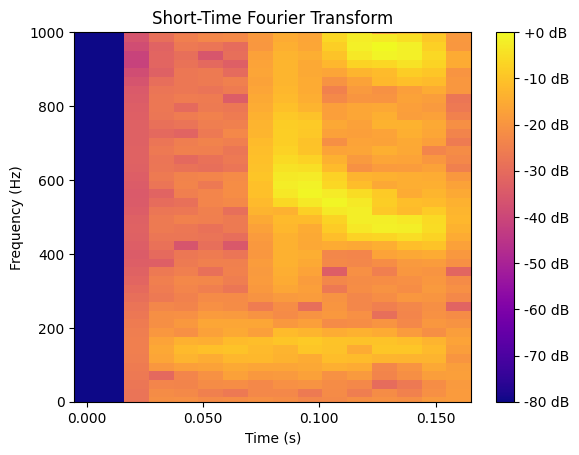 Short-Time Fourier Transform
1000
800
600
400
200
0
Frequency (Hz)
0.000
0.050
0.100
0.150
Time (s)
+0 dB
-10 dB
-20 dB
-30 dB
-40 dB
-50 dB
-60 dB
-70 dB
-80 dB